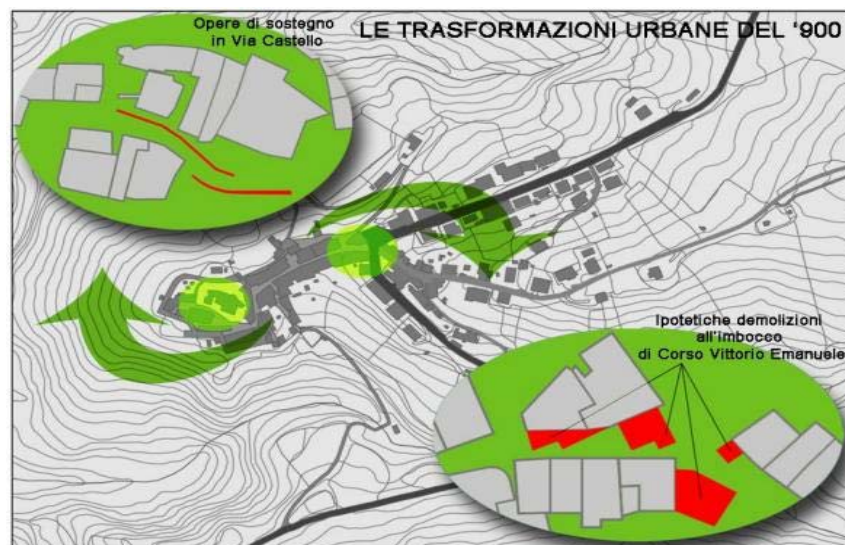 Opere di sostegno
in Via Castello
LE TRASFORMAZIONI URBANE DEL '900
Ipotetiche demolizioni
all'imbocco
di Corso Vittorio Emanuele